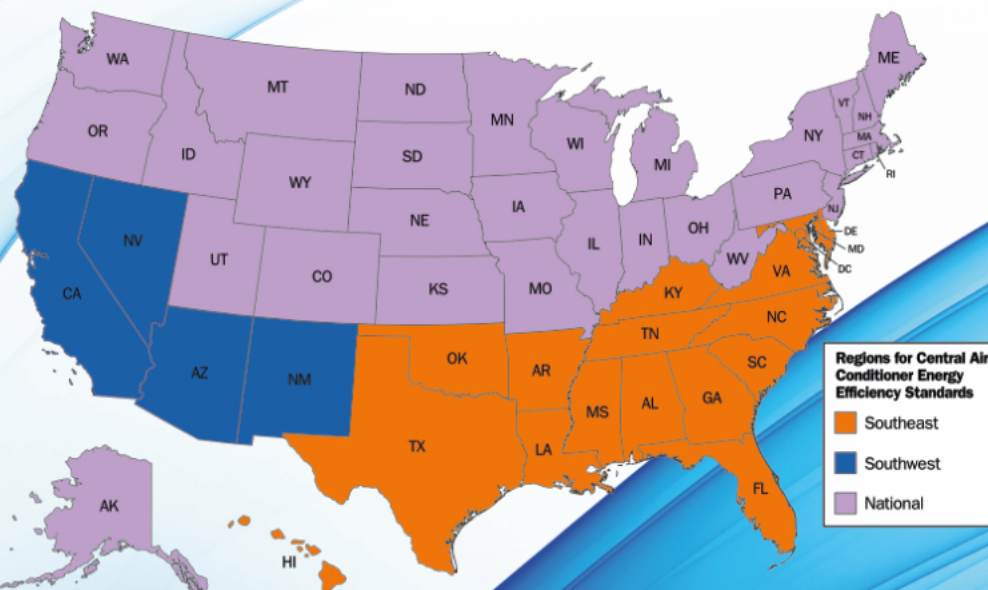 WA
MT
ND
MN
ME
OR
ID
SD
WI
MI
NY
VT
NH
MA
CT
RI
WY
NE
IA
PA
NJ
NV
UT
CO
KS
MO
IL
IN
OH
WV
VA
DE
MD
DC
CA
AZ
NM
OK
AR
KY
TN
NC
SC
TX
LA
MS
AL
GA
FL
AK
HI
Regions for Central Air
Conditioner Energy
Efficiency Standards
Southeast
Southwest
National